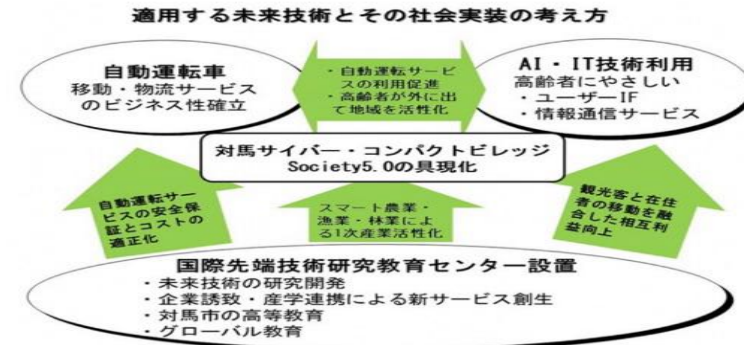 適用する未来技術とその社会実装の考え方
自動運転車
移動・物流サービス
のビジネス性確立
・自動運転サービ
スの利用促進
・高齢者が外に出
て地域を活性化
AI・IT技術利用
高齢者にやさしい
・ユーザーIF
・情報通信サービス
対馬サイバー・コンパクトビレッジ
Society5.0の具現化
自動運転サー
ビスの安全保
証とコストの
適正化
スマート農業・
漁業・林業によ
る1次産業活性化
観光客と在住
者の移動を融
合した相互利
益向上
国際先端技術研究教育センター設置
・未来技術の研究開発
・企業誘致・産学連携による新サービス創生
・対馬市の高等教育
・グローバル教育